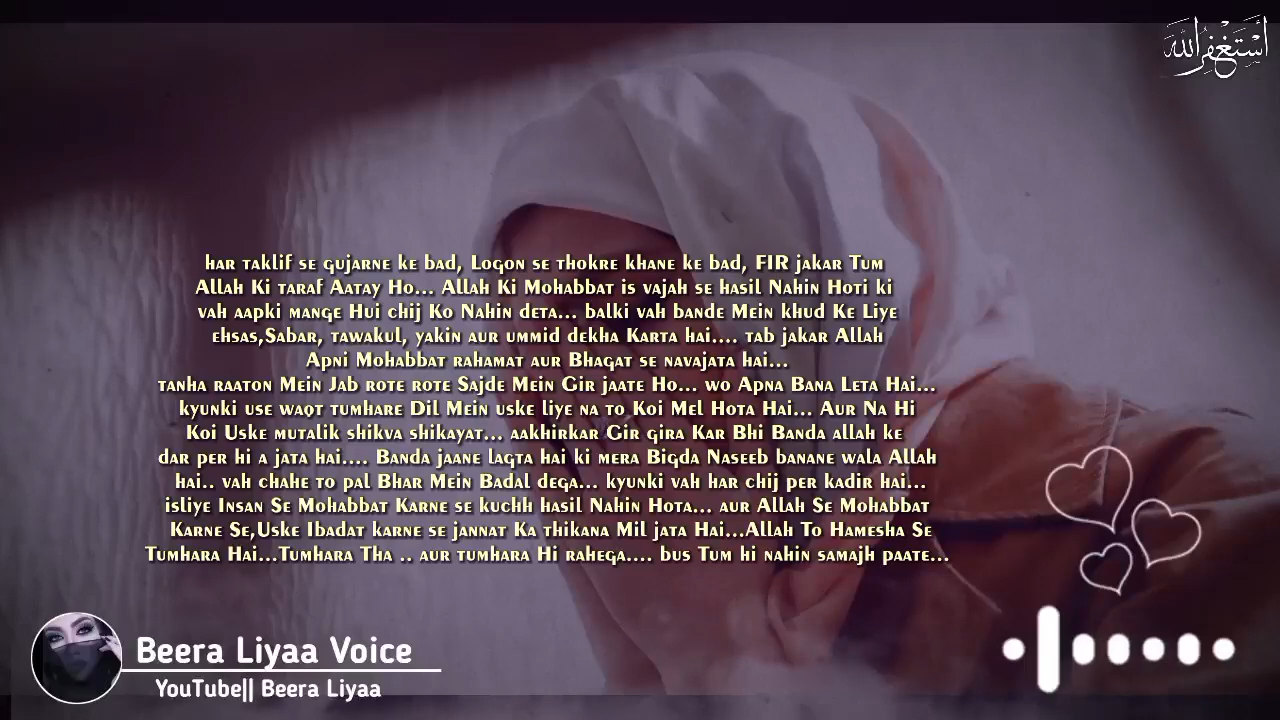 أستغفر الله
har taklif se gujarne ke bad, Logon se thokre khane ke bad, FIR jakar Tum
Allah Ki taraf Aatay Ho... Allah Ki Mohabbat is vajah se hasil Nahin Hoti ki
vah aapki mange Hui chij Ko Nahin deta... balki vah bande Mein khud Ke Liye
ehsas,Sabar, tawakul, yakin aur ummid dekha Karta hai.... tab jakar Allah
Apni Mohabbat rahamat aur Bhagat se navajata hai...
tanha raaton Mein Jab rote rote Sajde Mein Gir jaate Ho... wo Apna Bana Leta Hai...
kyunki use waqt tumhare Dil Mein uske liye na to Koi Mel Hota Hai... Aur Na Hi
Koi Uske mutalik shikva shikayat... aakhirkar Gir gira Kar Bhi Banda allah ke
dar per hi a jata hai.... Banda jaane lagta hai ki mera Bigda Naseeb banane wala Allah
hai.. vah chahe to pal Bhar Mein Badal dega... kyunki vah har chij per kadir hai...
isliye Insan Se Mohabbat Karne se kuchh hasil Nahin Hota... aur Allah Se Mohabbat
Karne Se,Uske Ibadat karne se jannat Ka thikana Mil jata Hai...Allah To Hamesha Se
Tumhara Hai...Tumhara Tha .. aur tumhara Hi rahega.... bus Tum hi nahin samajh paate...
Beera Liyaa Voice
YouTube|| Beera Liyaa